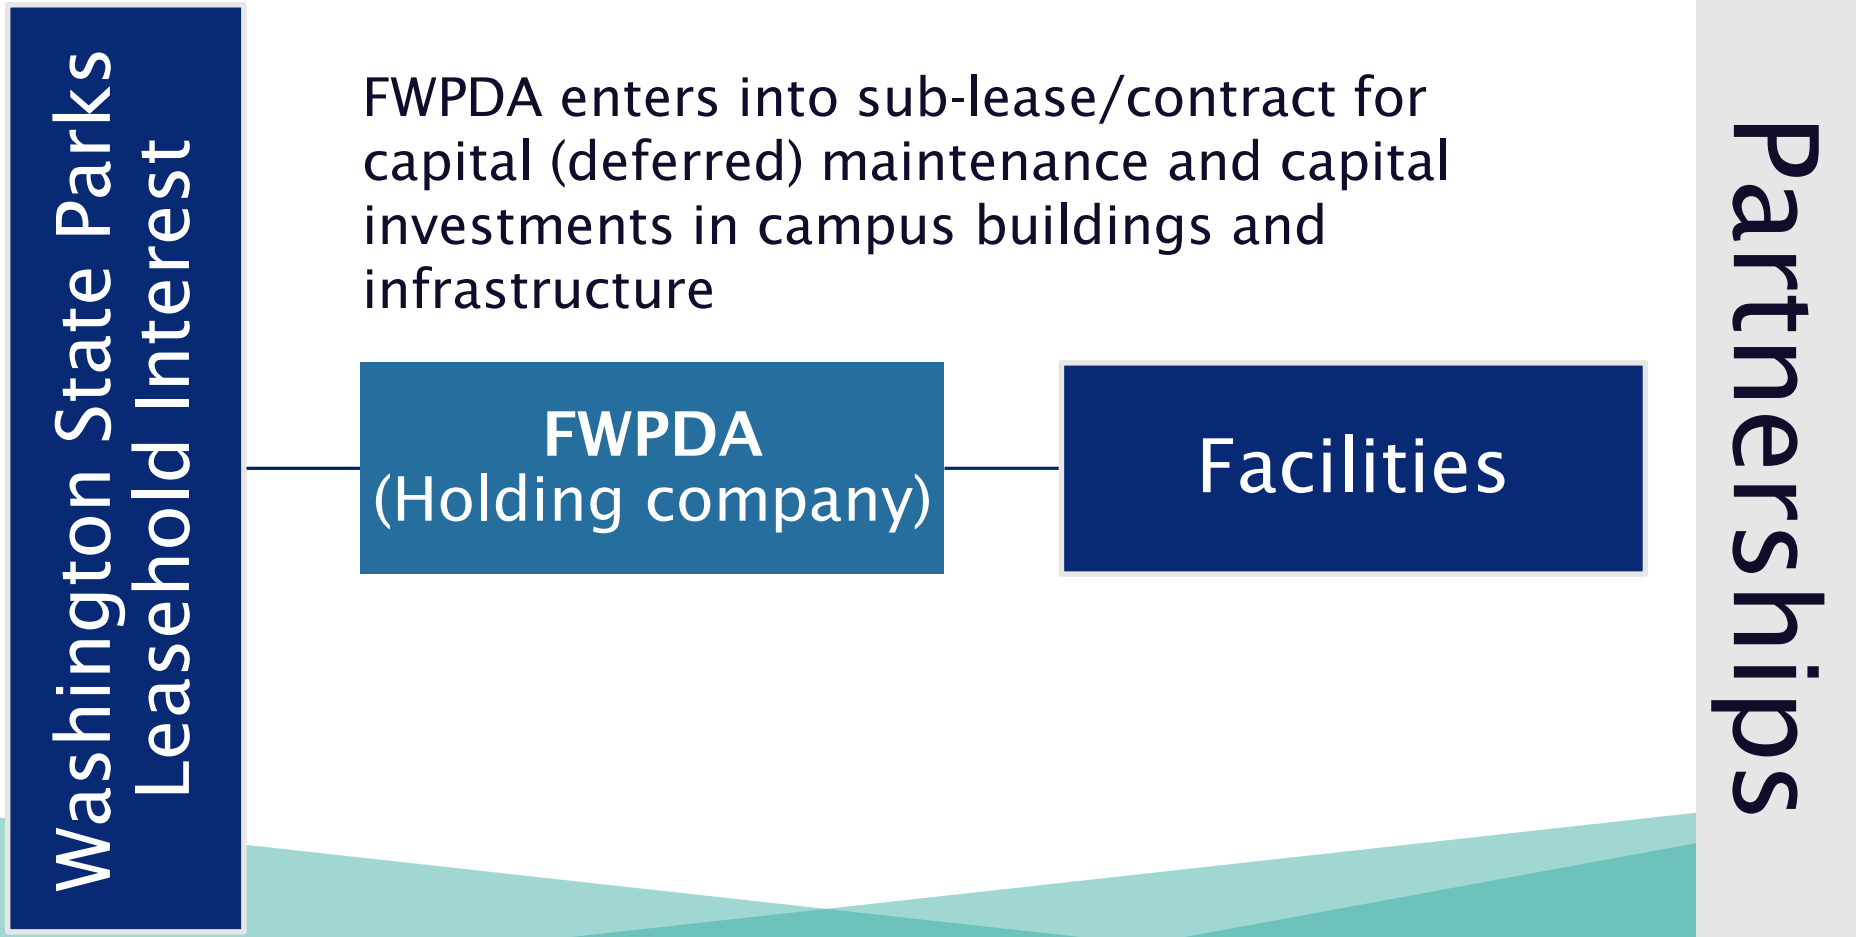 Washington State Parks
Leasehold Interest
FWPDA enters into sub-lease/contract for
capital (deferred) maintenance and capital
investments in campus buildings and
infrastructure
FWPDA
(Holding company)
Facilities
Partnerships